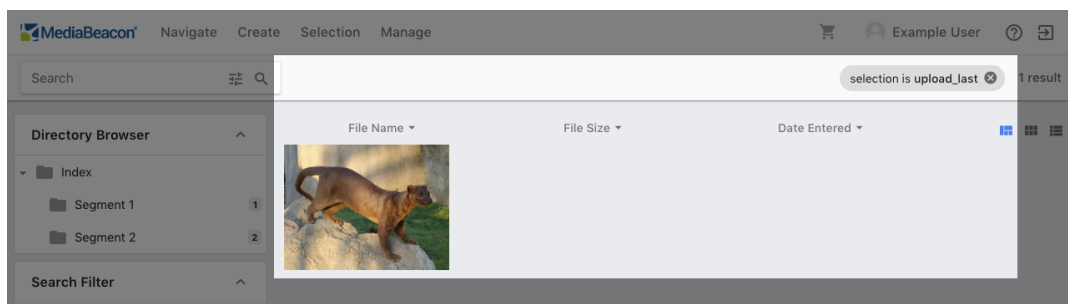 MediaBeacon® Navigate Create Selection Manage Example User
Search selection is upload_last 1 result
Directory Browser File Name File Size Date Entered
Index
Segment 1 1
Segment 2 2
Search Filter